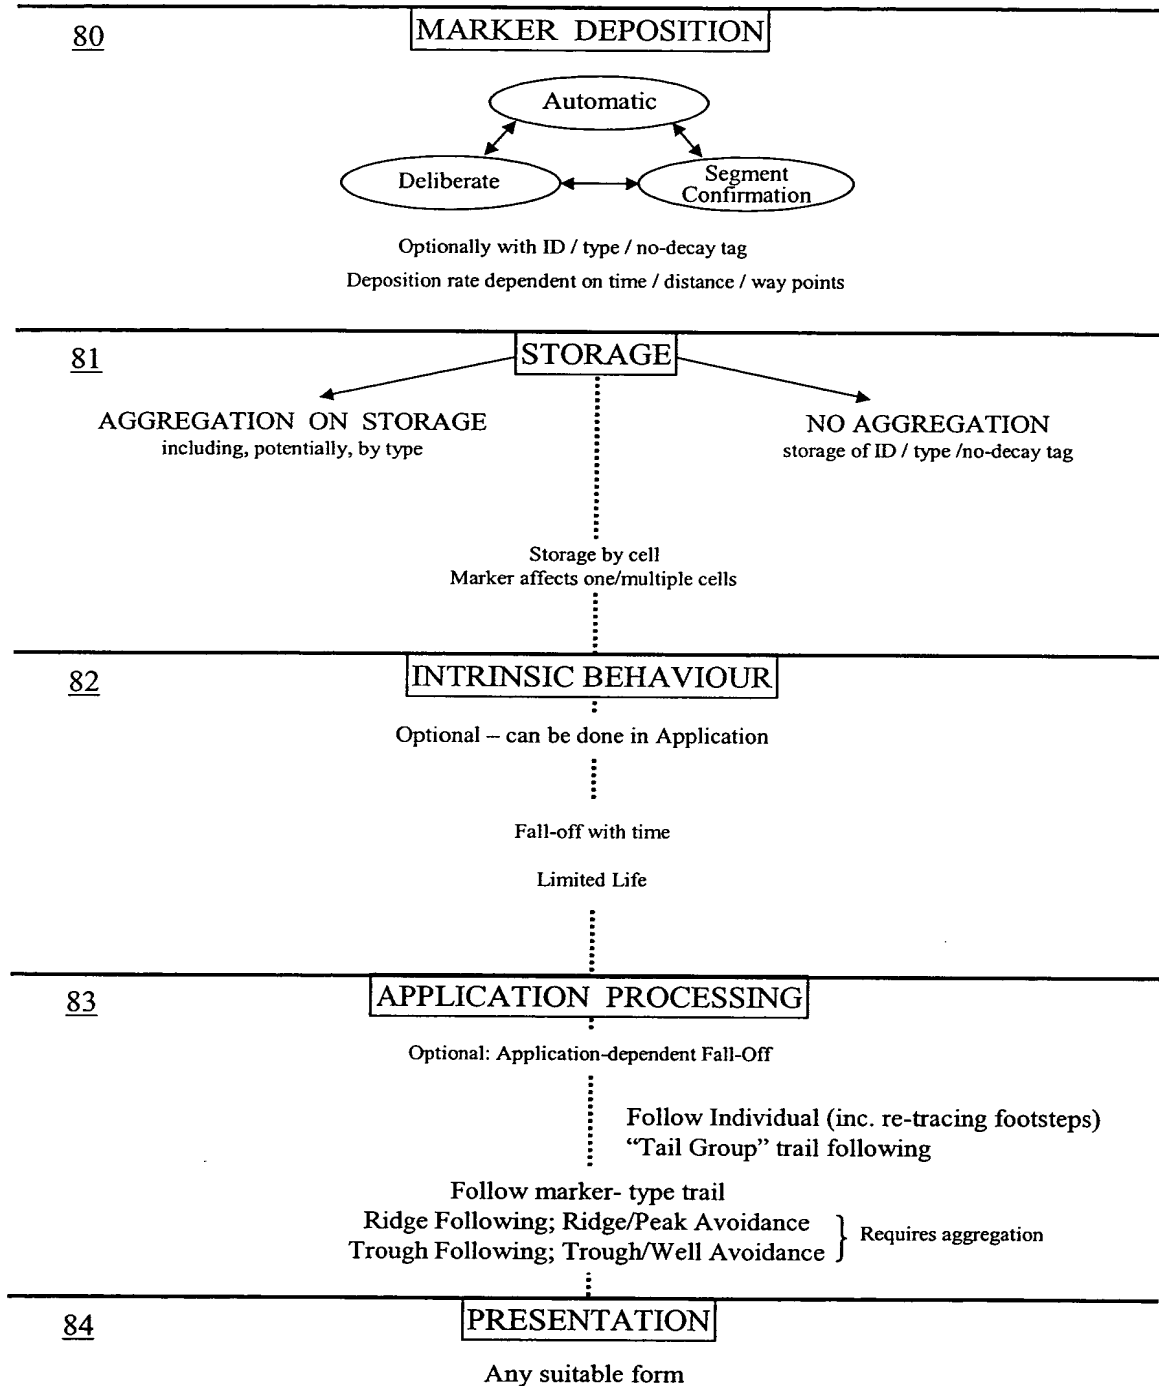 80
MARKER DEPOSITION
Automatic
Deliberate
Segment
Confirmation
Optionally with ID / type / no-decay tag
Deposition rate dependent on time / distance / way points
81
STORAGE
AGGREGATION ON STORAGE
including, potentially, by type
NO AGGREGATION
storage of ID / type /no-decay tag
Storage by cell
Marker affects one/multiple cells
82
INTRINSIC BEHAVIOUR
Optional – can be done in Application
Fall-off with time
Limited Life
83
APPLICATION PROCESSING
Optional: Application-dependent Fall-Off
Follow Individual (inc. re-tracing footsteps)
“Tail Group” trail following
Follow marker- type trail
Ridge Following; Ridge/Peak Avoidance
Trough Following; Trough/Well Avoidance
Requires aggregation
84
PRESENTATION
Any suitable form